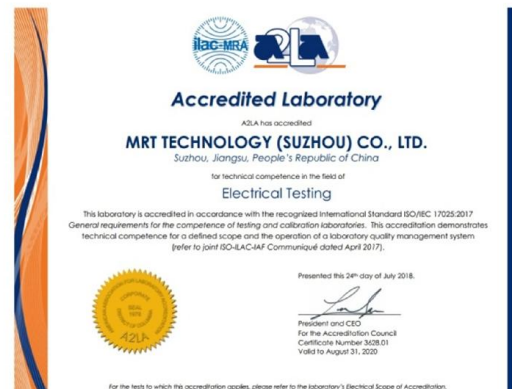 ilac-MRA
A2LA
Accredited Laboratory
A2LA has accredited
MRT TECHNOLOGY (SUZHOU) CO., LTD.
Suzhou, Jiangsu, People's Republic of China
for technical competence in the field of
Electrical Testing
This laboratory is accredited in accordance with the recognized International Standard ISO/IEC 17025:2017
General requirements for the competence of testing and calibration laboratories. This accreditation demonstrates
technical competence for a defined scope and the operation of a laboratory quality management system
(refer to joint ISO-ILAC-IAF Communiqué dated April 2017).
Presented this 24th day of July 2018.
President and CEO
For the Accreditation Council
Certificate Number 3628.01
Valid to August 31, 2020
CORPORATE
SEAL
1978
A2LA
For the tests to which this accreditation applies, please refer to the laboratory's Electrical Scope of Accreditation.